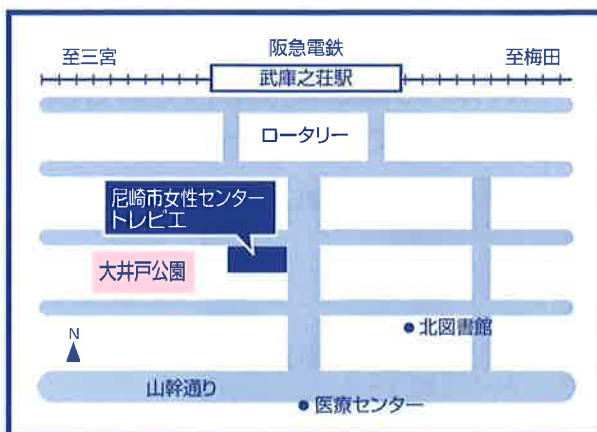 阪急電鉄
至三宮
至梅田
武庫之荘駅
ロータリー
尼崎市女性センター
トレピエ
大井戸公園
N
北図書館
山幹通り
医療センター